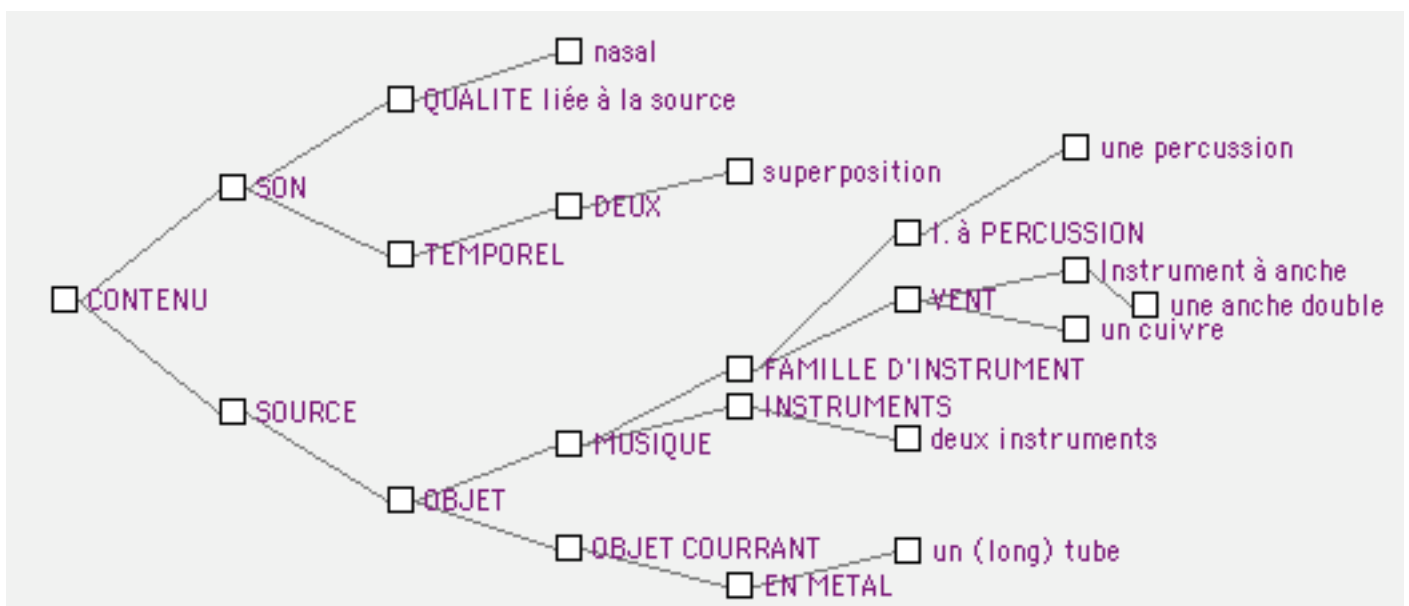 nasal
QUALITE liée à la source
une percussion
superposition
SON
DEUX
I. à PERCUSSION
TEMPOREL
Instrument à anche
CONTENU
VENT
une anche double
un cuivre
FAMILLE D'INSTRUMENT
SOURCE
INSTRUMENTS
MUSIQUE
deux instruments
OBJET
OBJET COURRANT
un (long) tube
EN METAL